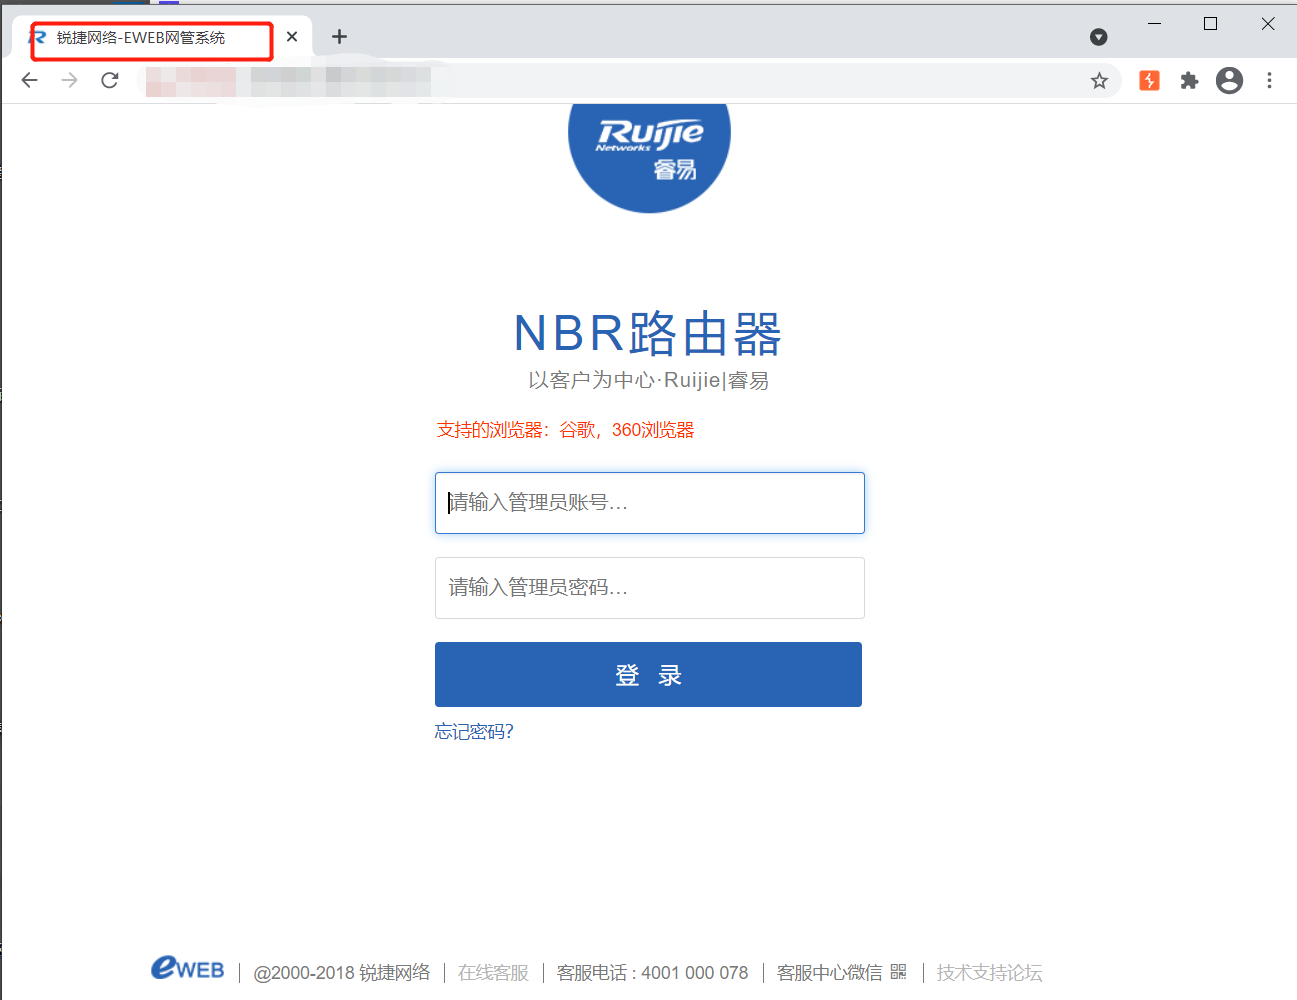 锐捷网络-EWEB网管系统
Ruijie
Networks
睿易
NBR路由器
以客户为中心·Ruijie|睿易
支持的浏览器：谷歌，360浏览器
请输入管理员账号...
请输入管理员密码...
登 录
忘记密码?
eWEB | @2000-2018 锐捷网络 | 在线客服 | 客服电话 : 4001 000 078 | 客服中心微信 | 技术支持论坛